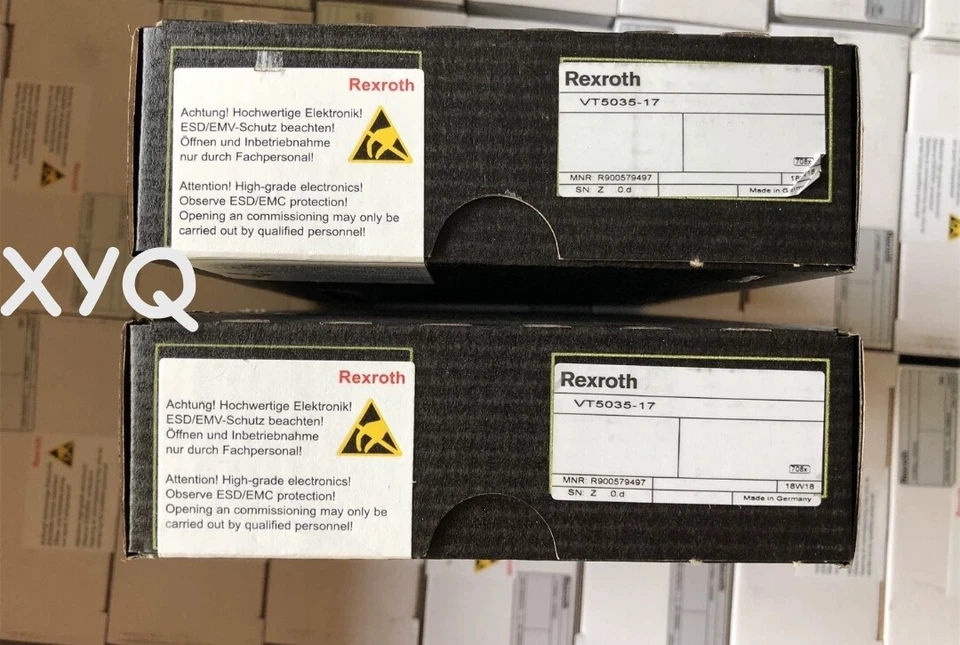 Rexroth
Achtung! Hochwertige Elektronik!
ESD/EMV-Schutz beachten!
Öffnen und Inbetriebnahme
nur durch Fachpersonal!
Attention! High-grade electronics!
Observe ESD/EMC protection!
Opening an commissioning may only be
carried out by qualified personnel!
Rexroth
VT5035-17
708x
MNR: R900579497
SN: Z 0.d
Made in
XYQ
Rexroth
Achtung! Hochwertige Elektronik!
ESD/EMV-Schutz beachten!
Öffnen und Inbetriebnahme
nur durch Fachpersonal!
Attention! High-grade electronics!
Observe ESD/EMC protection!
Opening an commissioning may only be
carried out by qualified personnel!
Rexroth
VT5035-17
708x
MNR: R900579497 18W18
SN: Z 0.d Made in Germany